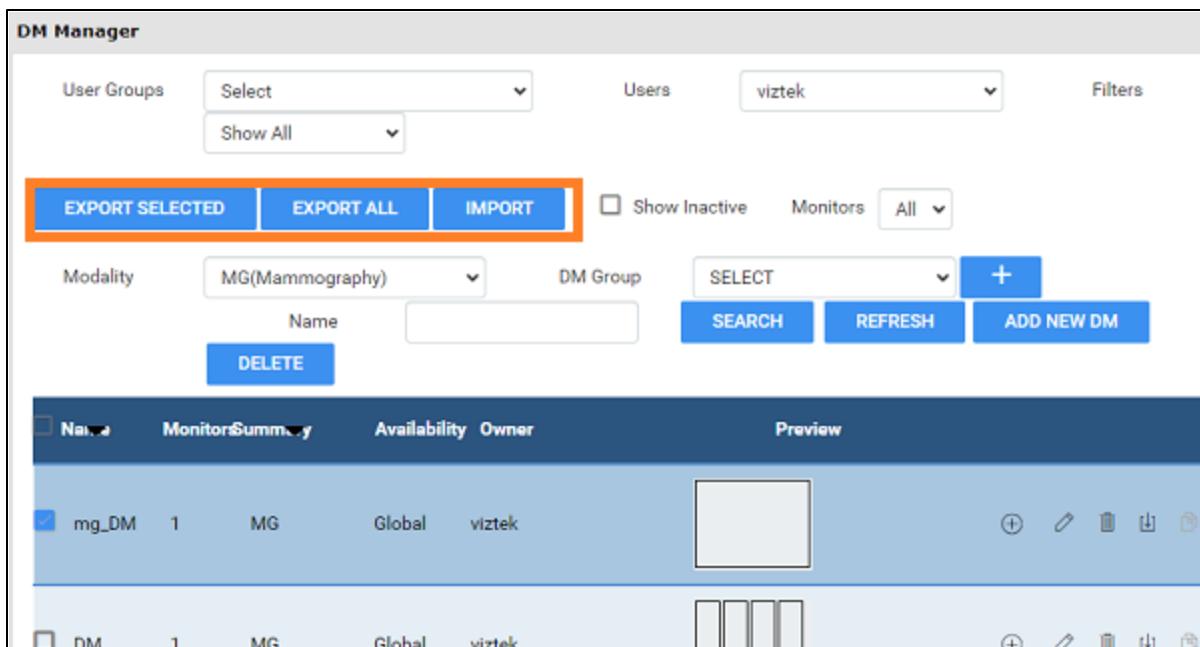 DM Manager
User Groups Select Users viztek Filters
Show All
EXPORT SELECTED EXPORT ALL IMPORT Show Inactive Monitors All
Modality MG(Mammography) DM Group SELECT +
Name SEARCH REFRESH ADD NEW DM
DELETE
Monitors Availability Owner Preview
mg_DM 1 MG Global viztek
DM 1 MG Global viztek